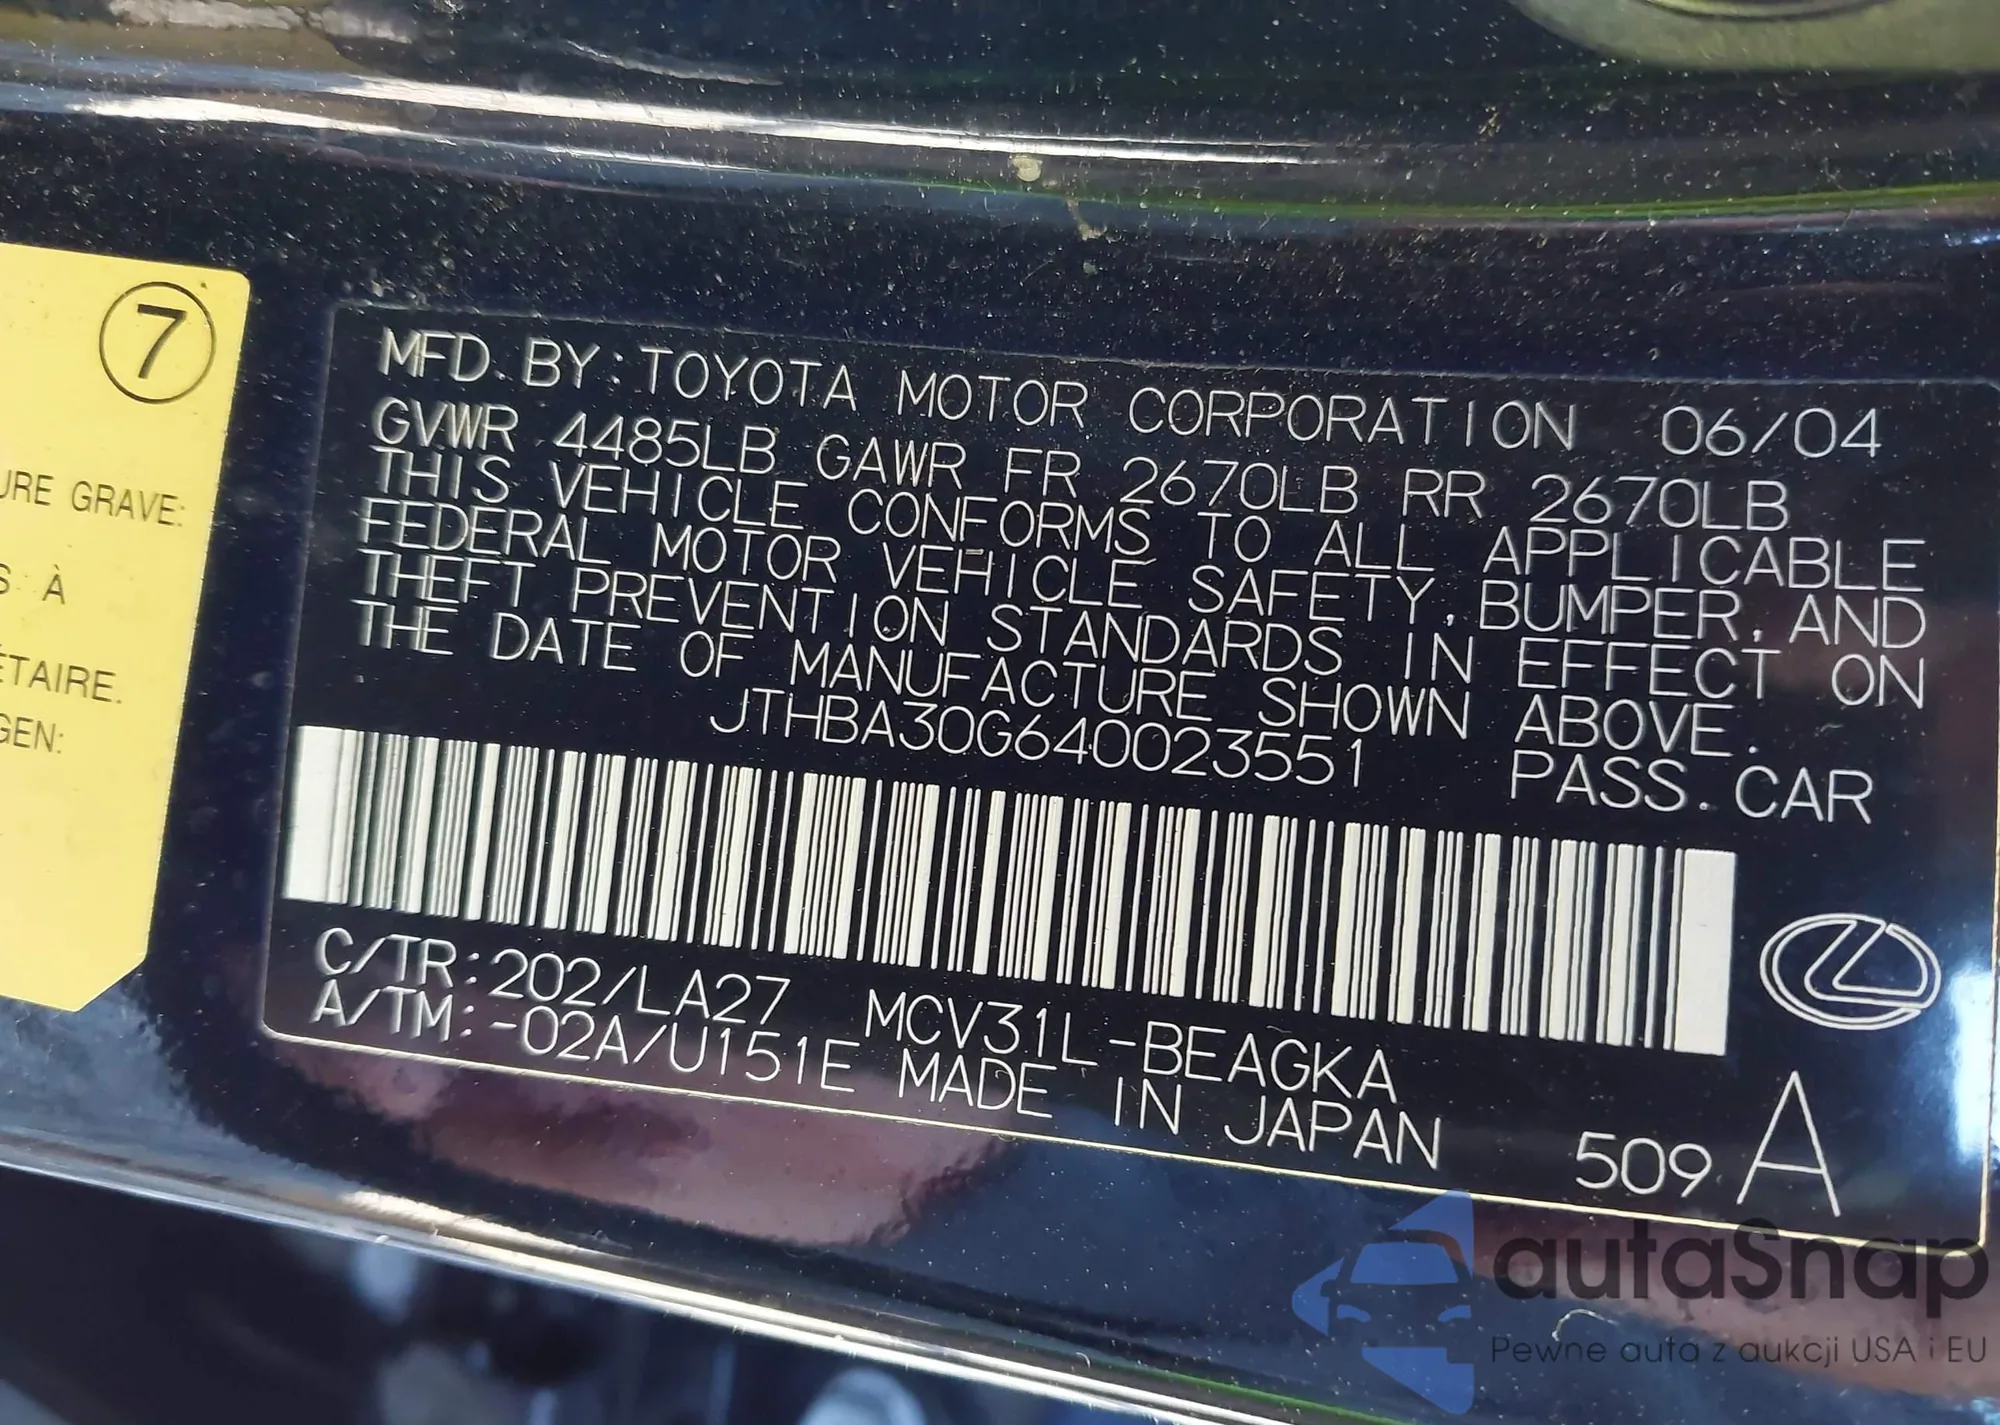 7
URE GRAVE:
S À
ÉTAIRE.
GEN:
MFD. BY: TOYOTA MOTOR CORPORATION 06/04
GVWR 4485LB GAWR FR 2670LB RR 2670LB
THIS VEHICLE CONFORMS TO ALL APPLICABLE
FEDERAL MOTOR VEHICLE SAFETY, BUMPER, AND
THEFT PREVENTION STANDARDS IN EFFECT ON
THE DATE OF MANUFACTURE SHOWN ABOVE.
JTHBA30G640023551 PASS. CAR
C/TR: 202/LA27 MCV31L-BEAGKA
A/TM: -02A/U151E MADE IN JAPAN 509 A
autaSnap
Pewne auta z aukcji USA i EU